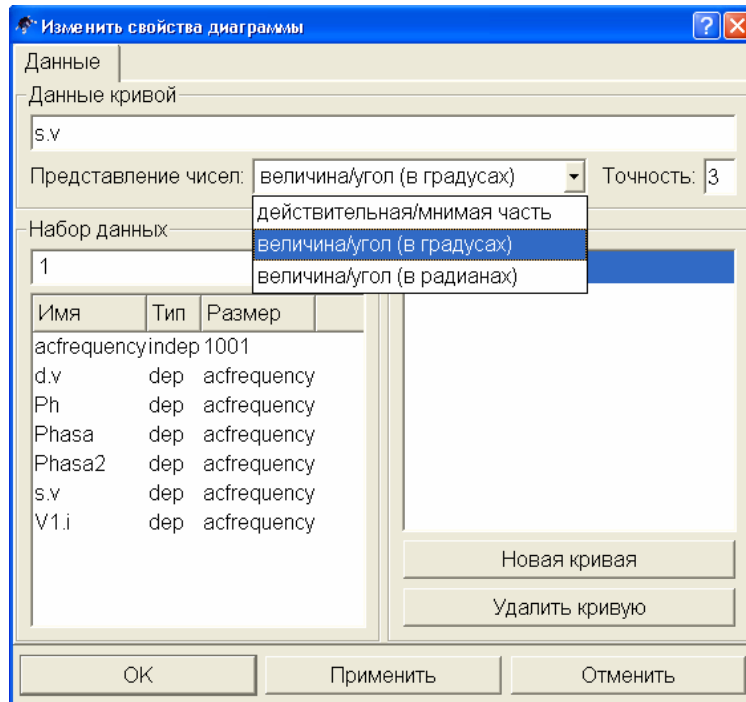 Изменить свойства диаграммы
Данные
Данные кривой
s.v
Представление чисел: величина/угол (в градусах) Точность: 3
действительная/мнимая часть
величина/угол (в градусах)
величина/угол (в радианах)
Набор данных
1
Имя Тип Размер
acfrequency indep 1001
d.v dep acfrequency
Ph dep acfrequency
Phasa dep acfrequency
Phasa2 dep acfrequency
s.v dep acfrequency
V1.i dep acfrequency
Новая кривая
Удалить кривую
OK Применить Отменить